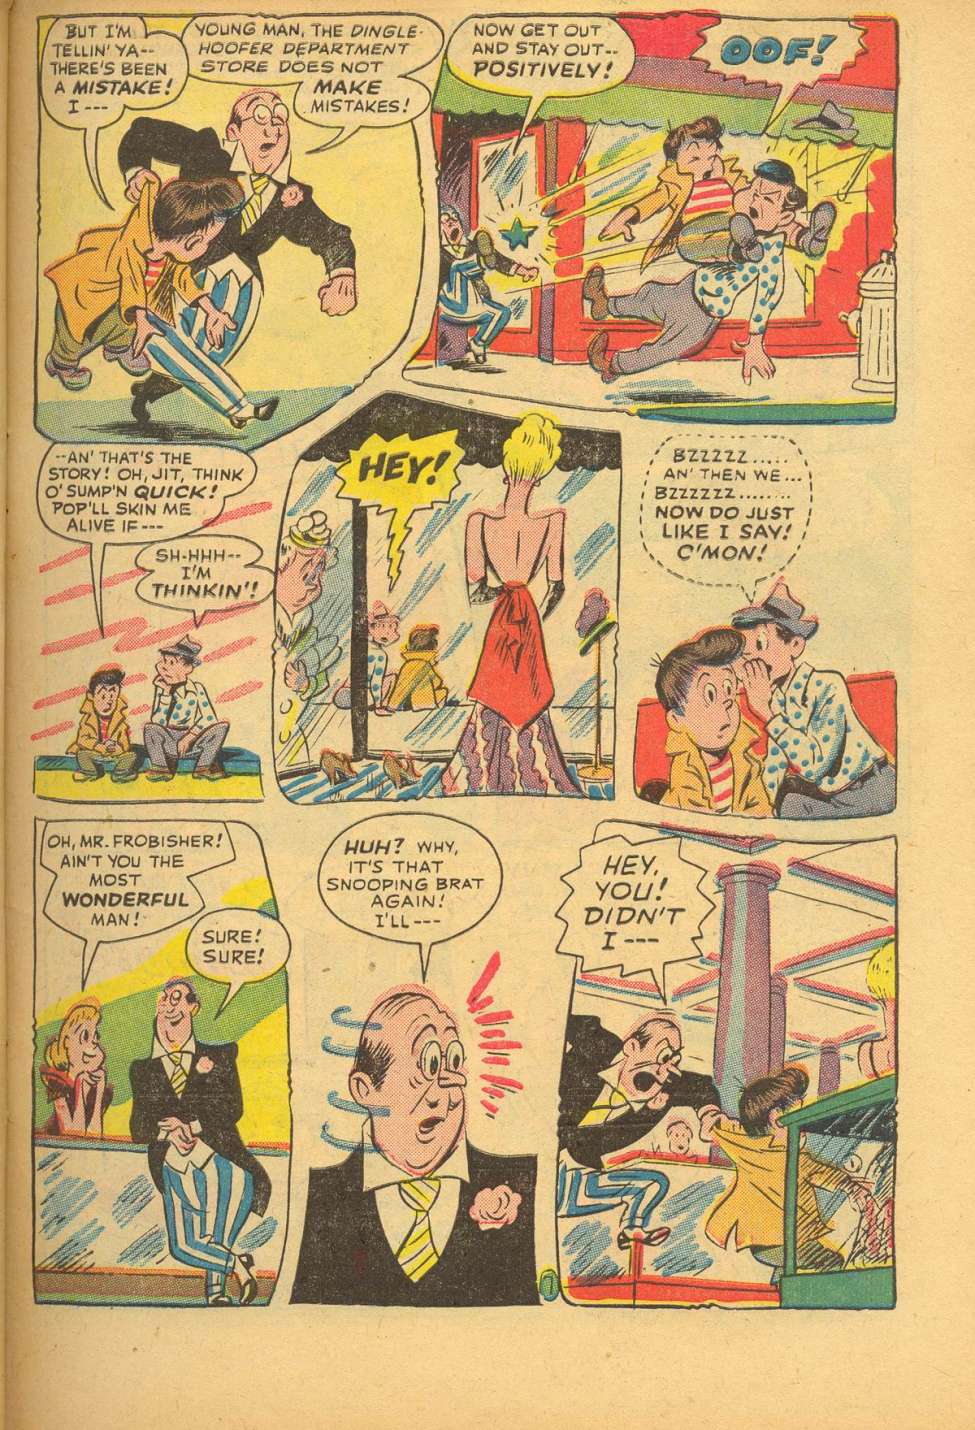 BUT I'M
TELLIN' YA--
THERE'S BEEN
A MISTAKE!
I ---
YOUNG MAN, THE DINGLE-
HOOFER DEPARTMENT
STORE DOES NOT
MAKE
MISTAKES!
NOW GET OUT
AND STAY OUT--
POSITIVELY!
OOF!
--AN' THAT'S THE
STORY! OH, JIT, THINK
O' SUMP'N QUICK!
POP'LL SKIN ME
ALIVE IF---
SH-HHH--
I'M
THINKIN'!
HEY!
BZZZZZ.....
AN' THEN WE...
BZZZZZZ........
NOW DO JUST
LIKE I SAY!
C'MON!
OH, MR. FROBISHER!
AIN'T YOU THE
MOST
WONDERFUL
MAN!
SURE!
SURE!
HUH? WHY,
IT'S THAT
SNOOPING BRAT
AGAIN!
I'LL ---
HEY,
YOU!
DIDN'T
I ---